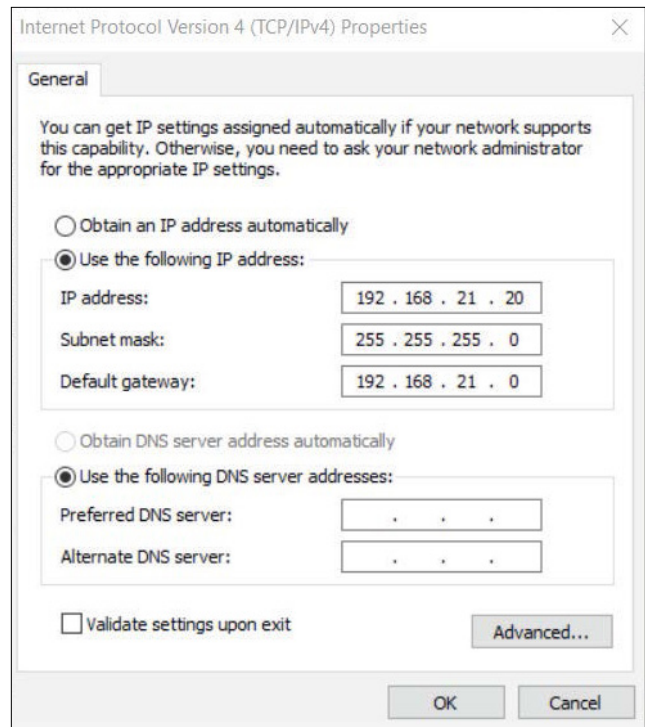 Internet Protocol Version 4 (TCP/IPv4) Properties
General
You can get IP settings assigned automatically if your network supports
this capability. Otherwise, you need to ask your network administrator
for the appropriate IP settings.
Obtain an IP address automatically
Use the following IP address:
IP address: 192 . 168 . 21 . 20
Subnet mask: 255 . 255 . 255 . 0
Default gateway: 192 . 168 . 21 . 0
Obtain DNS server address automatically
Use the following DNS server addresses:
Preferred DNS server: . . .
Alternate DNS server: . . .
Validate settings upon exit
Advanced...
OK Cancel